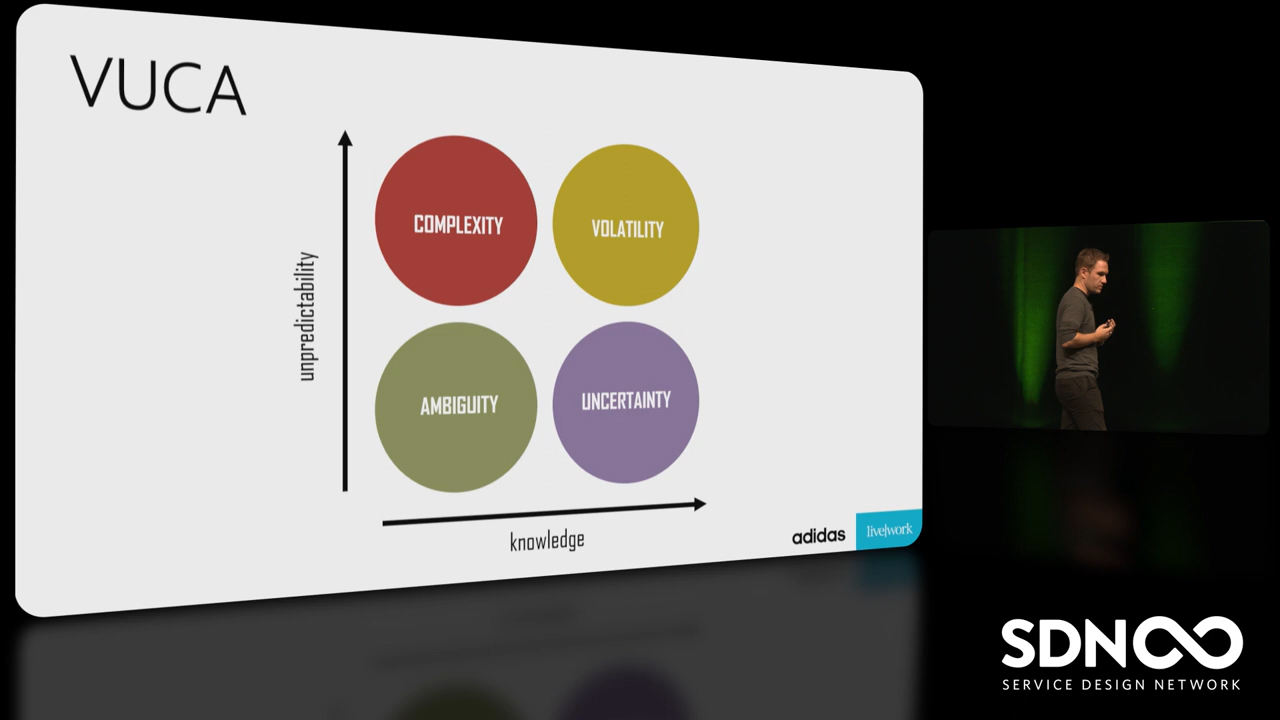 VUCA
COMPLEXITY
VOLATILITY
unpredictability
AMBIGUITY
UNCERTAINTY
knowledge
adidas
live|work
SDN
SERVICE DESIGN NETWORK